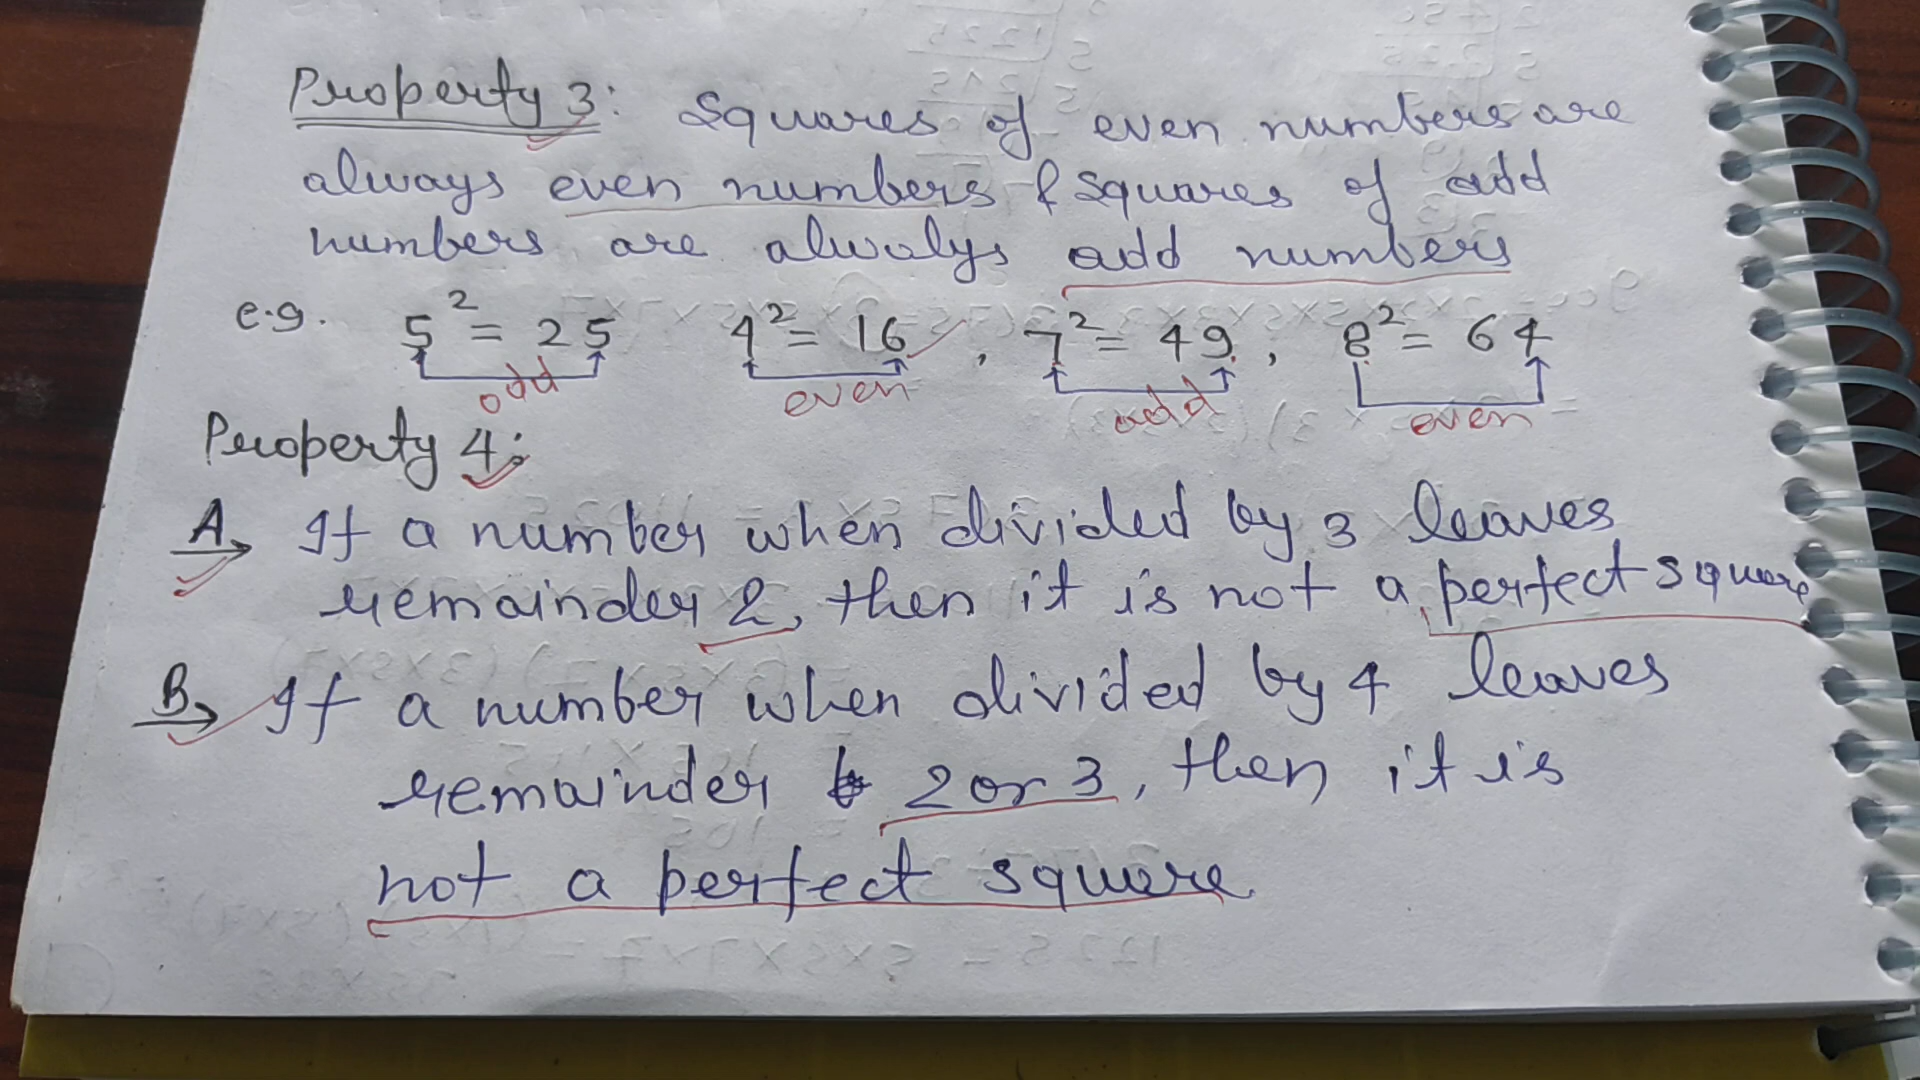 Property 3: Squares of even numbers are
always even numbers & squares of odd
numbers are alwalys odd numbers
e.g. 5² = 25 4² = 16, 7² = 49, 8² = 64
odd even odd even
Property 4:
A→ If a number when divided by 3 leaves
remainder 2, then it is not a perfect square
B→ If a number when divided by 4 leaves
remainder 2 or 3, then it is
not a perfect square